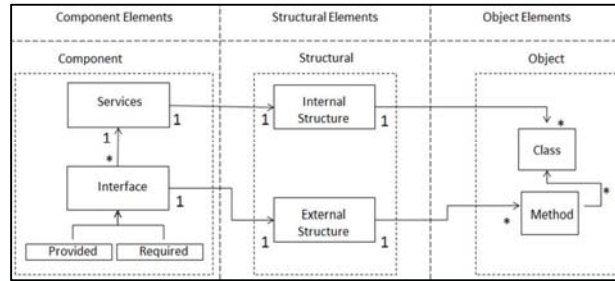 Component Elements
Structural Elements
Object Elements
Component
Structural
Object
Services
Internal
Structure
1
1
1
1
*
Class
*
Interface
1
*
External
Structure
1
1
*
Method
Provided
Required